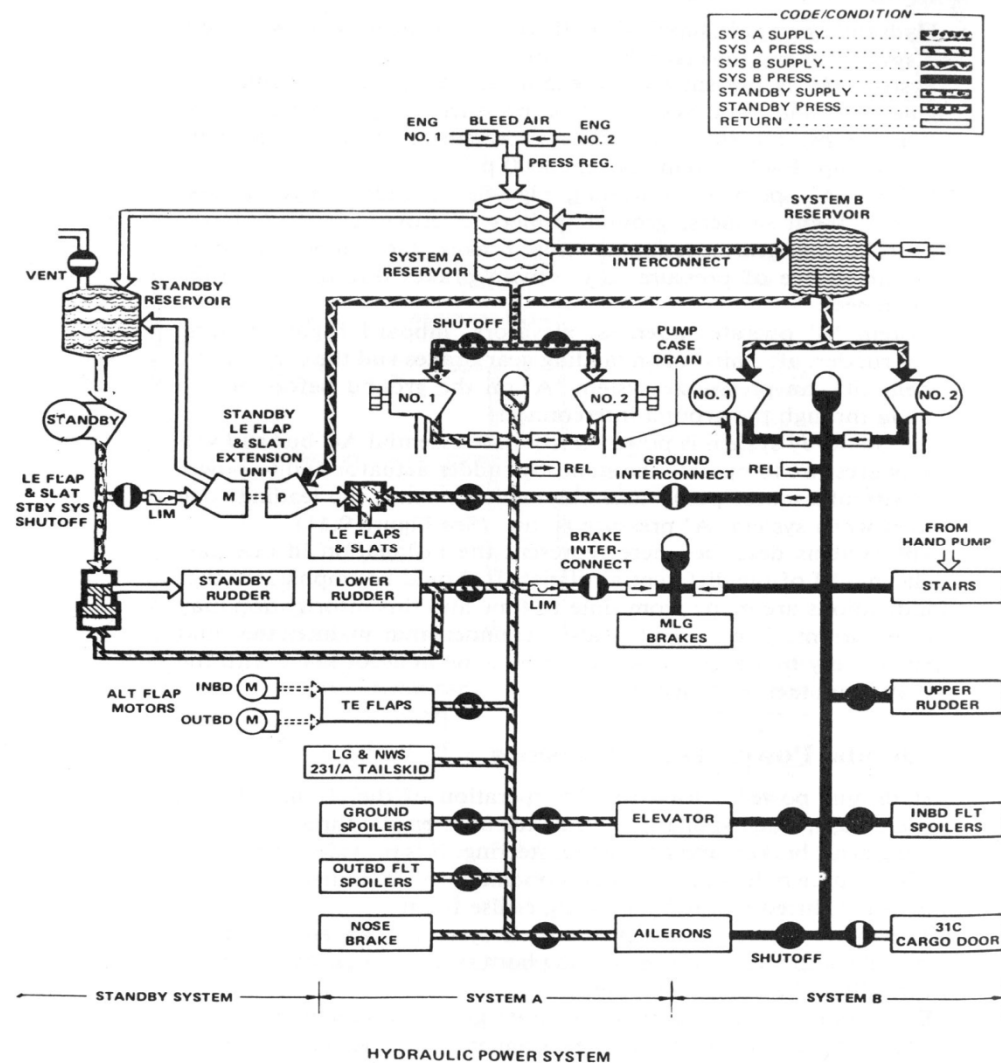 CODE/CONDITION
SYS A SUPPLY
SYS A PRESS
SYS B SUPPLY
SYS B PRESS
STANDBY SUPPLY
STANDBY PRESS
RETURN
ENG NO. 1
BLEED AIR
ENG NO. 2
PRESS REG.
SYSTEM B
RESERVOIR
INTERCONNECT
SYSTEM A
RESERVOIR
VENT
STANDBY
RESERVOIR
SHUTOFF
PUMP
CASE
DRAIN
NO. 1
NO. 2
NO. 1
NO. 2
STANDBY
STANDBY
LE FLAP
& SLAT
EXTENSION
UNIT
REL
GROUND
INTERCONNECT
REL
LE FLAP
& SLAT
STBY SYS
SHUTOFF
LIM
M
P
LE FLAPS
& SLATS
BRAKE
INTER-
CONNECT
FROM
HAND PUMP
STANDBY
RUDDER
LOWER
RUDDER
LIM
MLG
BRAKES
STAIRS
ALT FLAP
MOTORS
INBD
M
OUTBD
M
TE FLAPS
UPPER
RUDDER
LG & NWS
231/A TAILSKID
GROUND
SPOILERS
ELEVATOR
INBD FLT
SPOILERS
OUTBD FLT
SPOILERS
NOSE
BRAKE
AILERONS
SHUTOFF
31C
CARGO DOOR
STANDBY SYSTEM
SYSTEM A
SYSTEM B
HYDRAULIC POWER SYSTEM